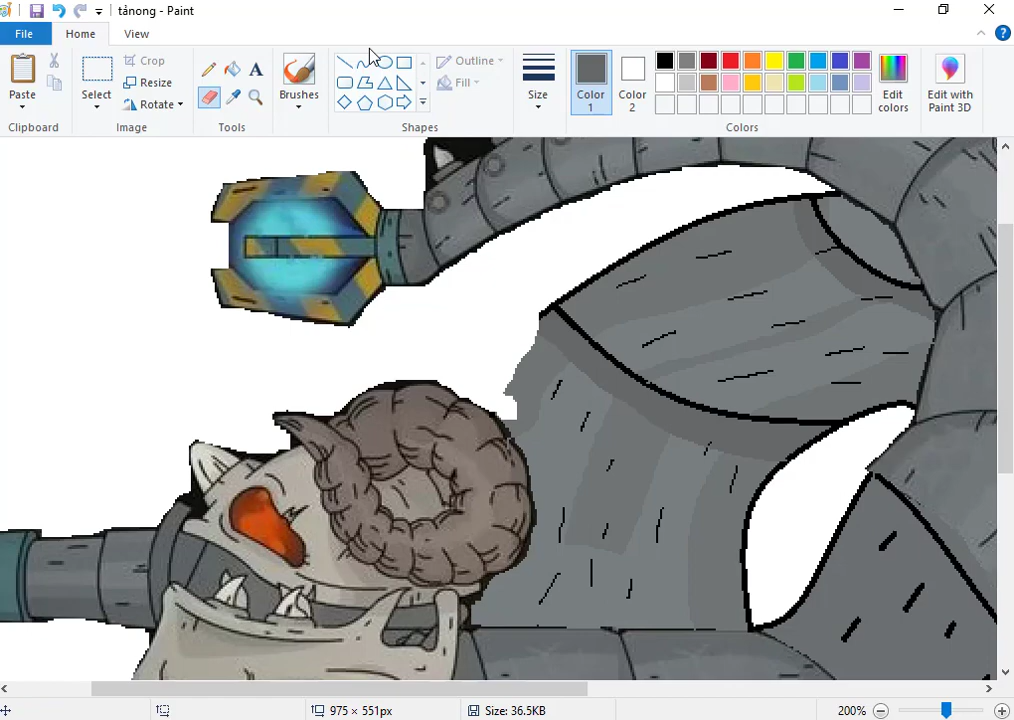 tảnong - Paint
File
Home
View
Paste
Clipboard
Select
Crop
Resize
Rotate
Image
Tools
Brushes
Outline
Fill
Shapes
Size
Color 1
Color 2
Edit colors
Edit with Paint 3D
Colors
975 × 551px
Size: 36.5KB
200%